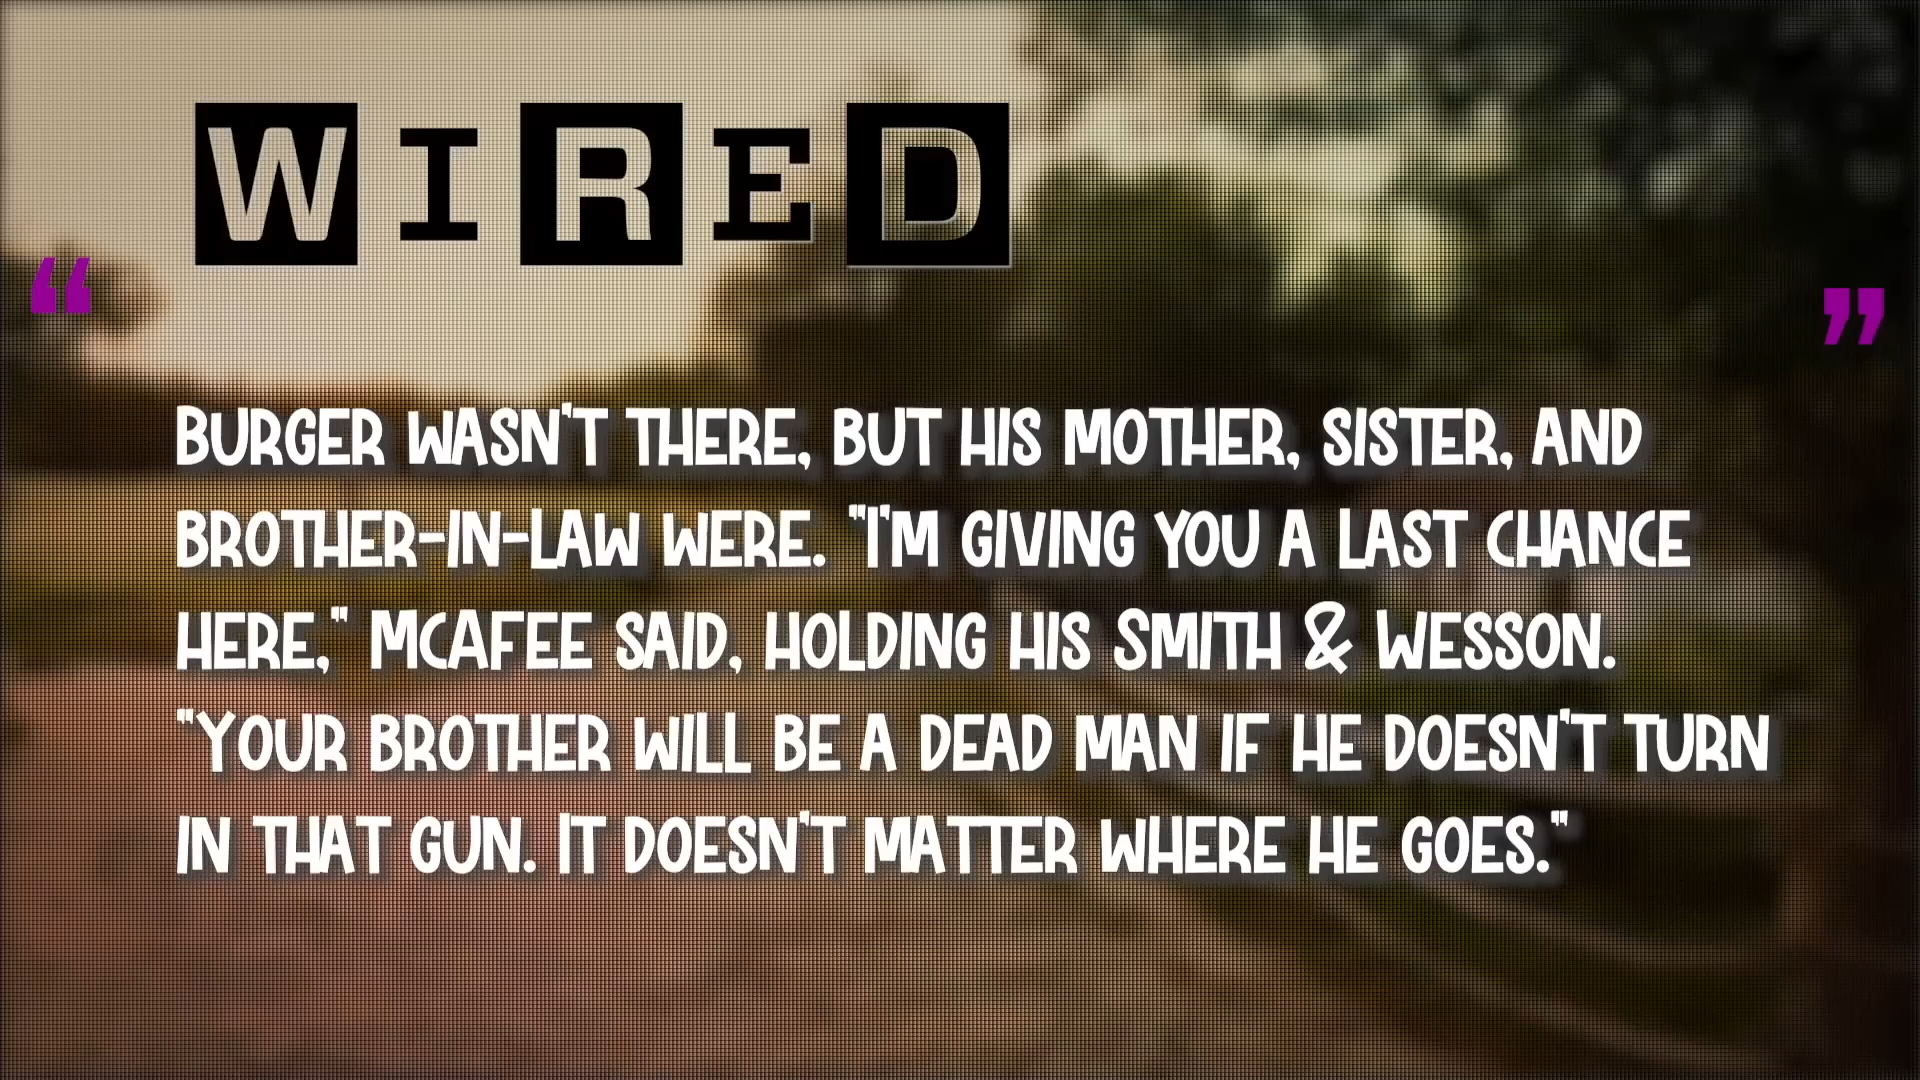 WIRED
“ ”
BURGER WASN'T THERE, BUT HIS MOTHER, SISTER, AND
BROTHER-IN-LAW WERE. "I'M GIVING YOU A LAST CHANCE
HERE," MCAFEE SAID, HOLDING HIS SMITH & WESSON.
"YOUR BROTHER WILL BE A DEAD MAN IF HE DOESN'T TURN
IN THAT GUN. IT DOESN'T MATTER WHERE HE GOES."